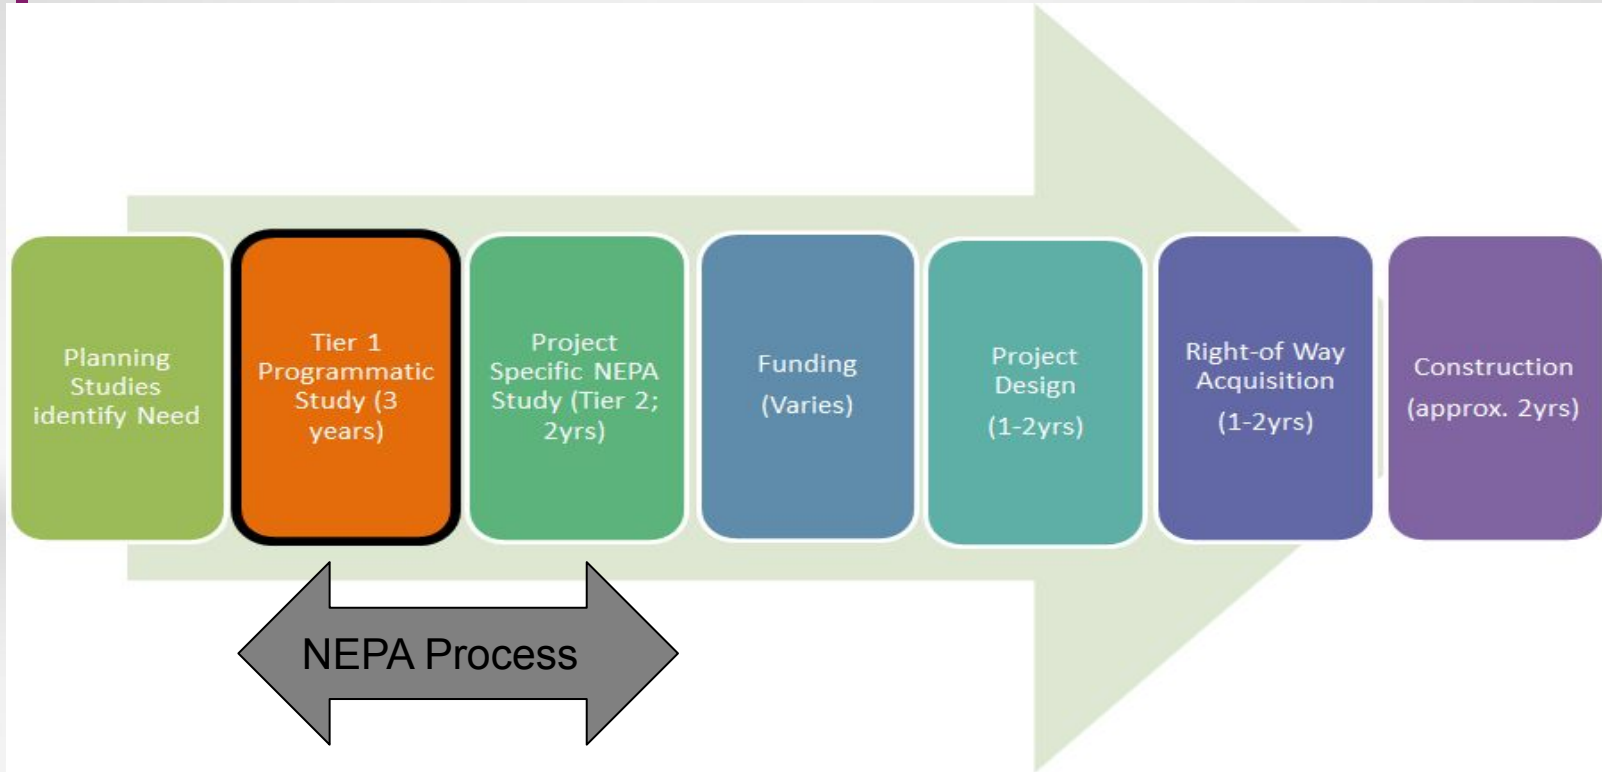 Planning
Studies
identify Need
Tier 1
Programmatic
Study (3
years)
Project
Specific NEPA
Study (Tier 2;
2yrs)
Funding
(Varies)
Project
Design
(1-2yrs)
Right-of Way
Acquisition
(1-2yrs)
Construction
(approx. 2yrs)
NEPA Process